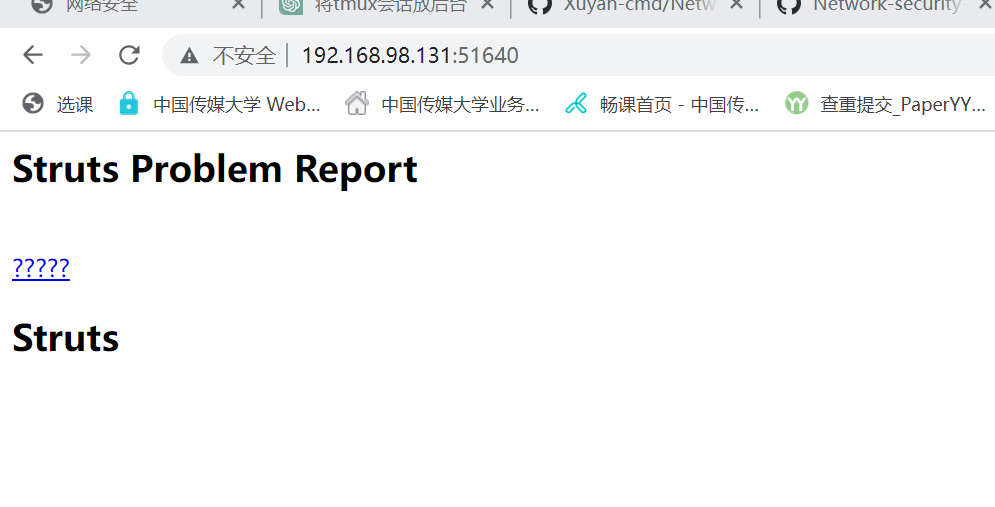 网络安全 将tmux会话放后台 Xuyan-cmd/Netw Network-security-
不安全 192.168.98.131:51640
选课 中国传媒大学 Web... 中国传媒大学业务... 畅课首页 - 中国传... 查重提交_PaperYY...
Struts Problem Report
?????
Struts